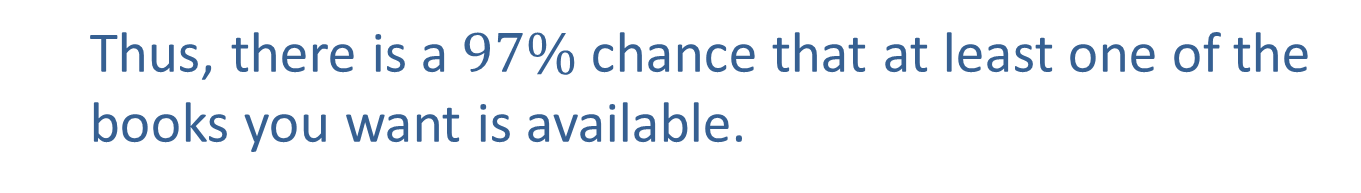 Thus, there is a 97% chance that at least one of the
books you want is available.